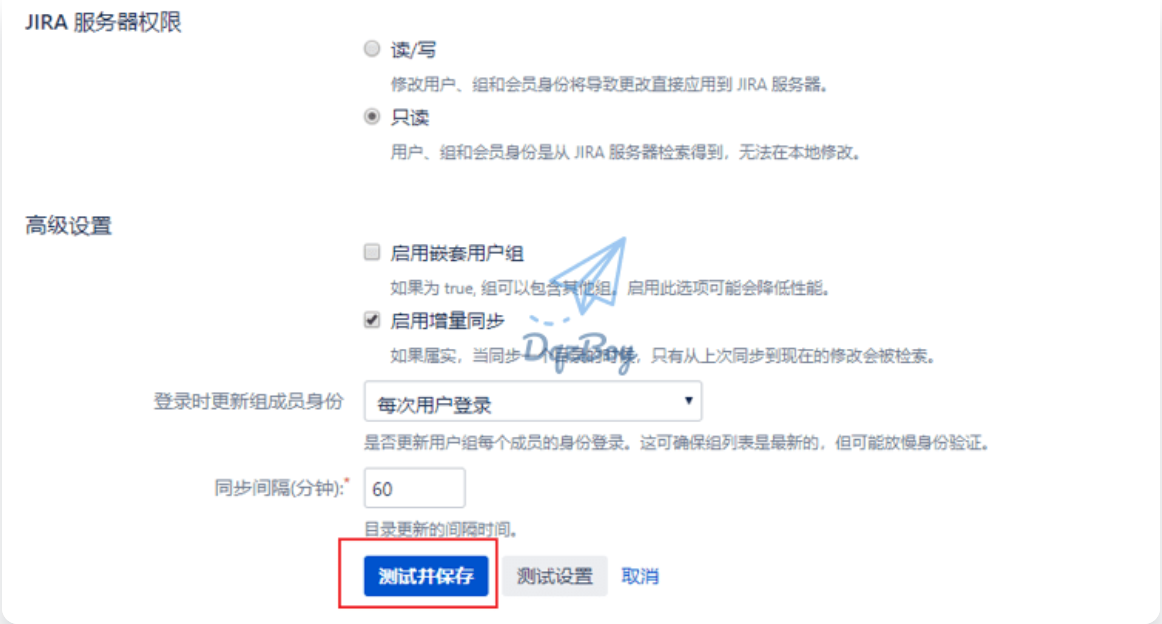 JIRA 服务器权限
读/写
修改用户、组和会员身份将导致更改直接应用到 JIRA 服务器。
只读
用户、组和会员身份是从 JIRA 服务器检索得到，无法在本地修改。
高级设置
启用嵌套用户组
如果为 true, 组可以包含其他组。启用此选项可能会降低性能。
启用增量同步
如果属实，当同步一个目录的时候，只有从上次同步到现在的修改会被检索。
DqzBoy
登录时更新组成员身份
每次用户登录
是否更新用户组每个成员的身份登录。这可确保组列表是最新的，但可能放慢身份验证。
同步间隔(分钟):*
60
目录更新的间隔时间。
测试并保存 测试设置 取消